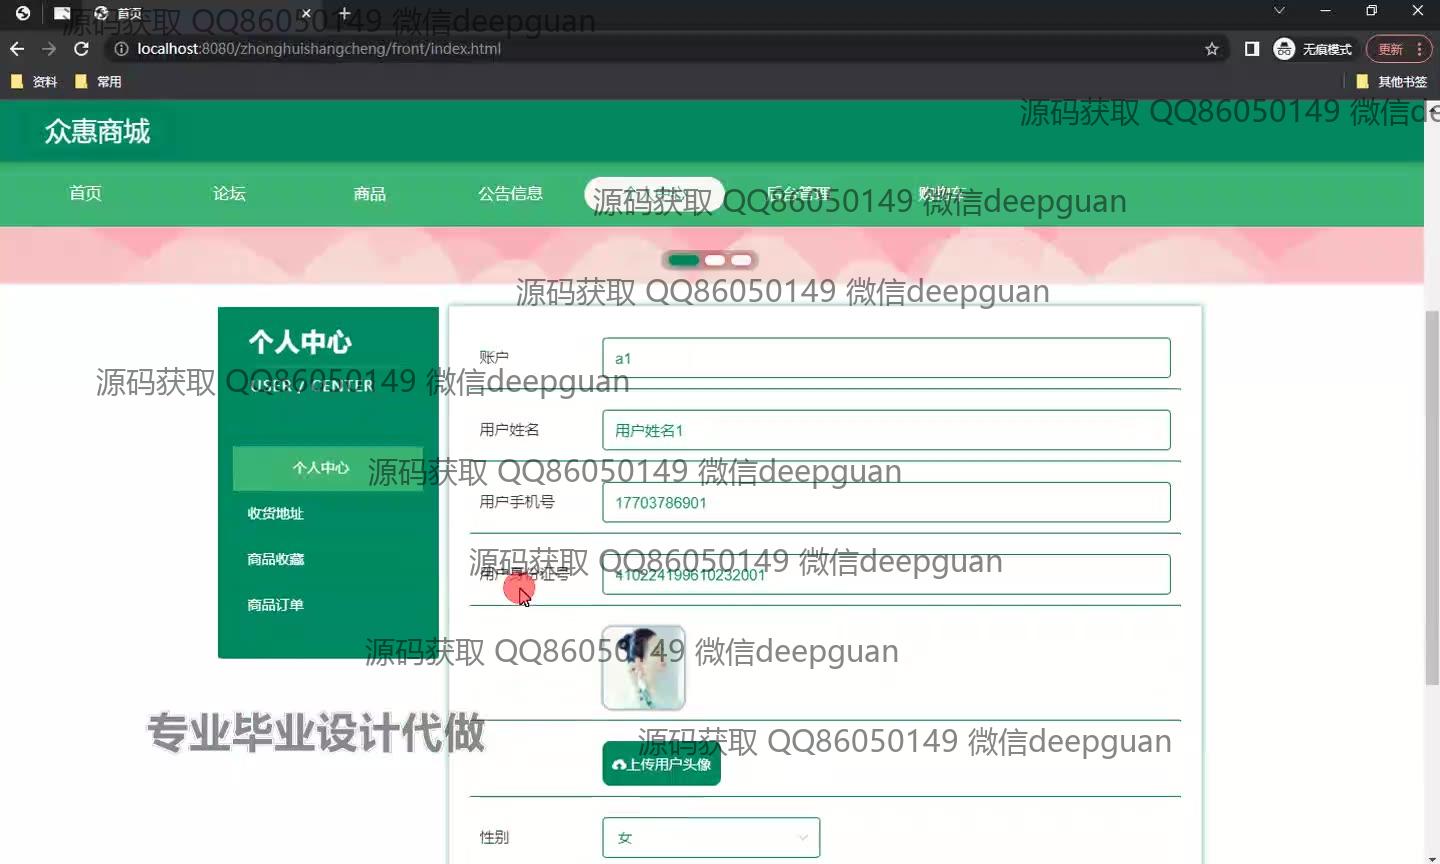 首页
localhost:8080/zhonghuishangcheng/front/index.html
无痕模式
更新
资料
常用
其他书签
源码获取 QQ86050149 微信deepguan
源码获取 QQ86050149 微信de
众惠商城
首页
论坛
商品
公告信息
个人中心
后台管理
购物车
源码获取 QQ86050149 微信deepguan
源码获取 QQ86050149 微信deepguan
个人中心
USER / CENTER
源码获取 QQ86050149 微信deepguan
个人中心
收货地址
商品收藏
商品订单
账户
a1
用户姓名
用户姓名1
源码获取 QQ86050149 微信deepguan
用户手机号
17703786901
源码获取 QQ86050149 微信deepguan
用户身份证号
410224199610232001
源码获取 QQ86050149 微信deepguan
专业毕业设计代做
源码获取 QQ86050149 微信deepguan
上传用户头像
性别
女